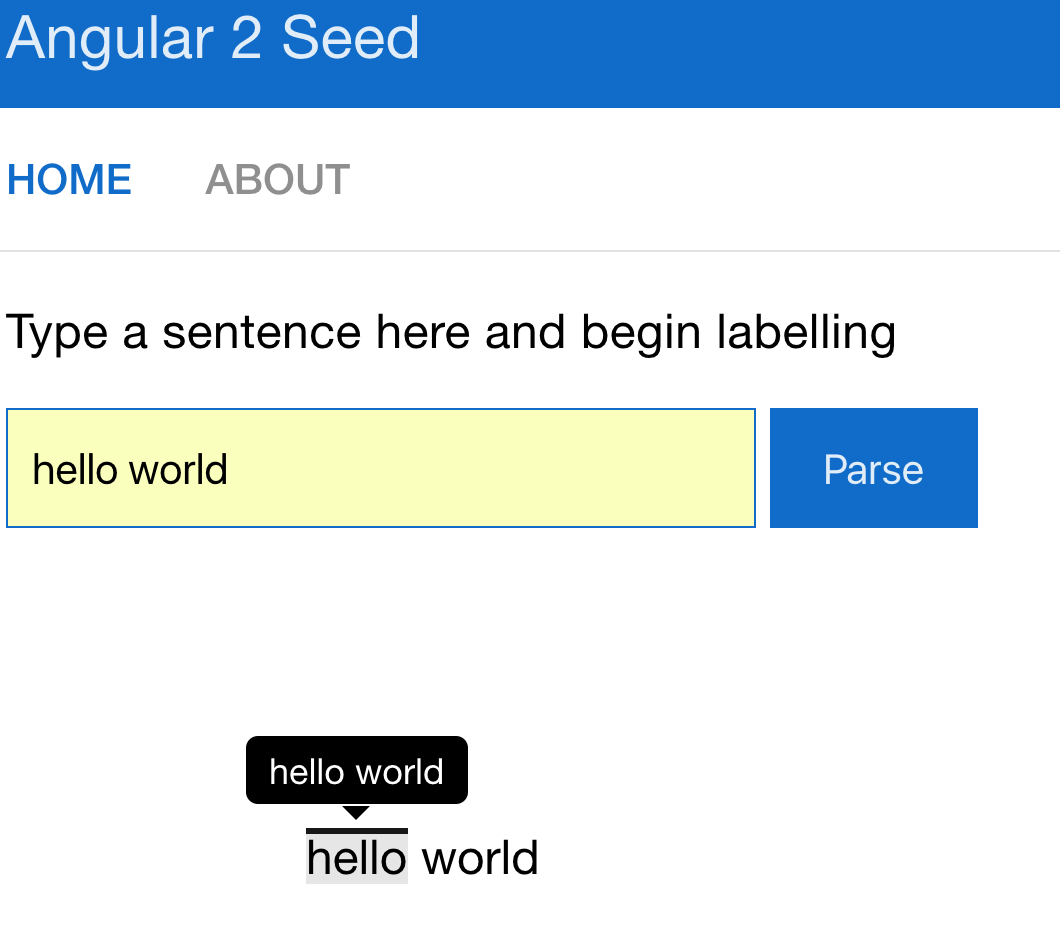 Angular 2 Seed
HOME ABOUT
Type a sentence here and begin labelling
hello world Parse
hello world
hello world